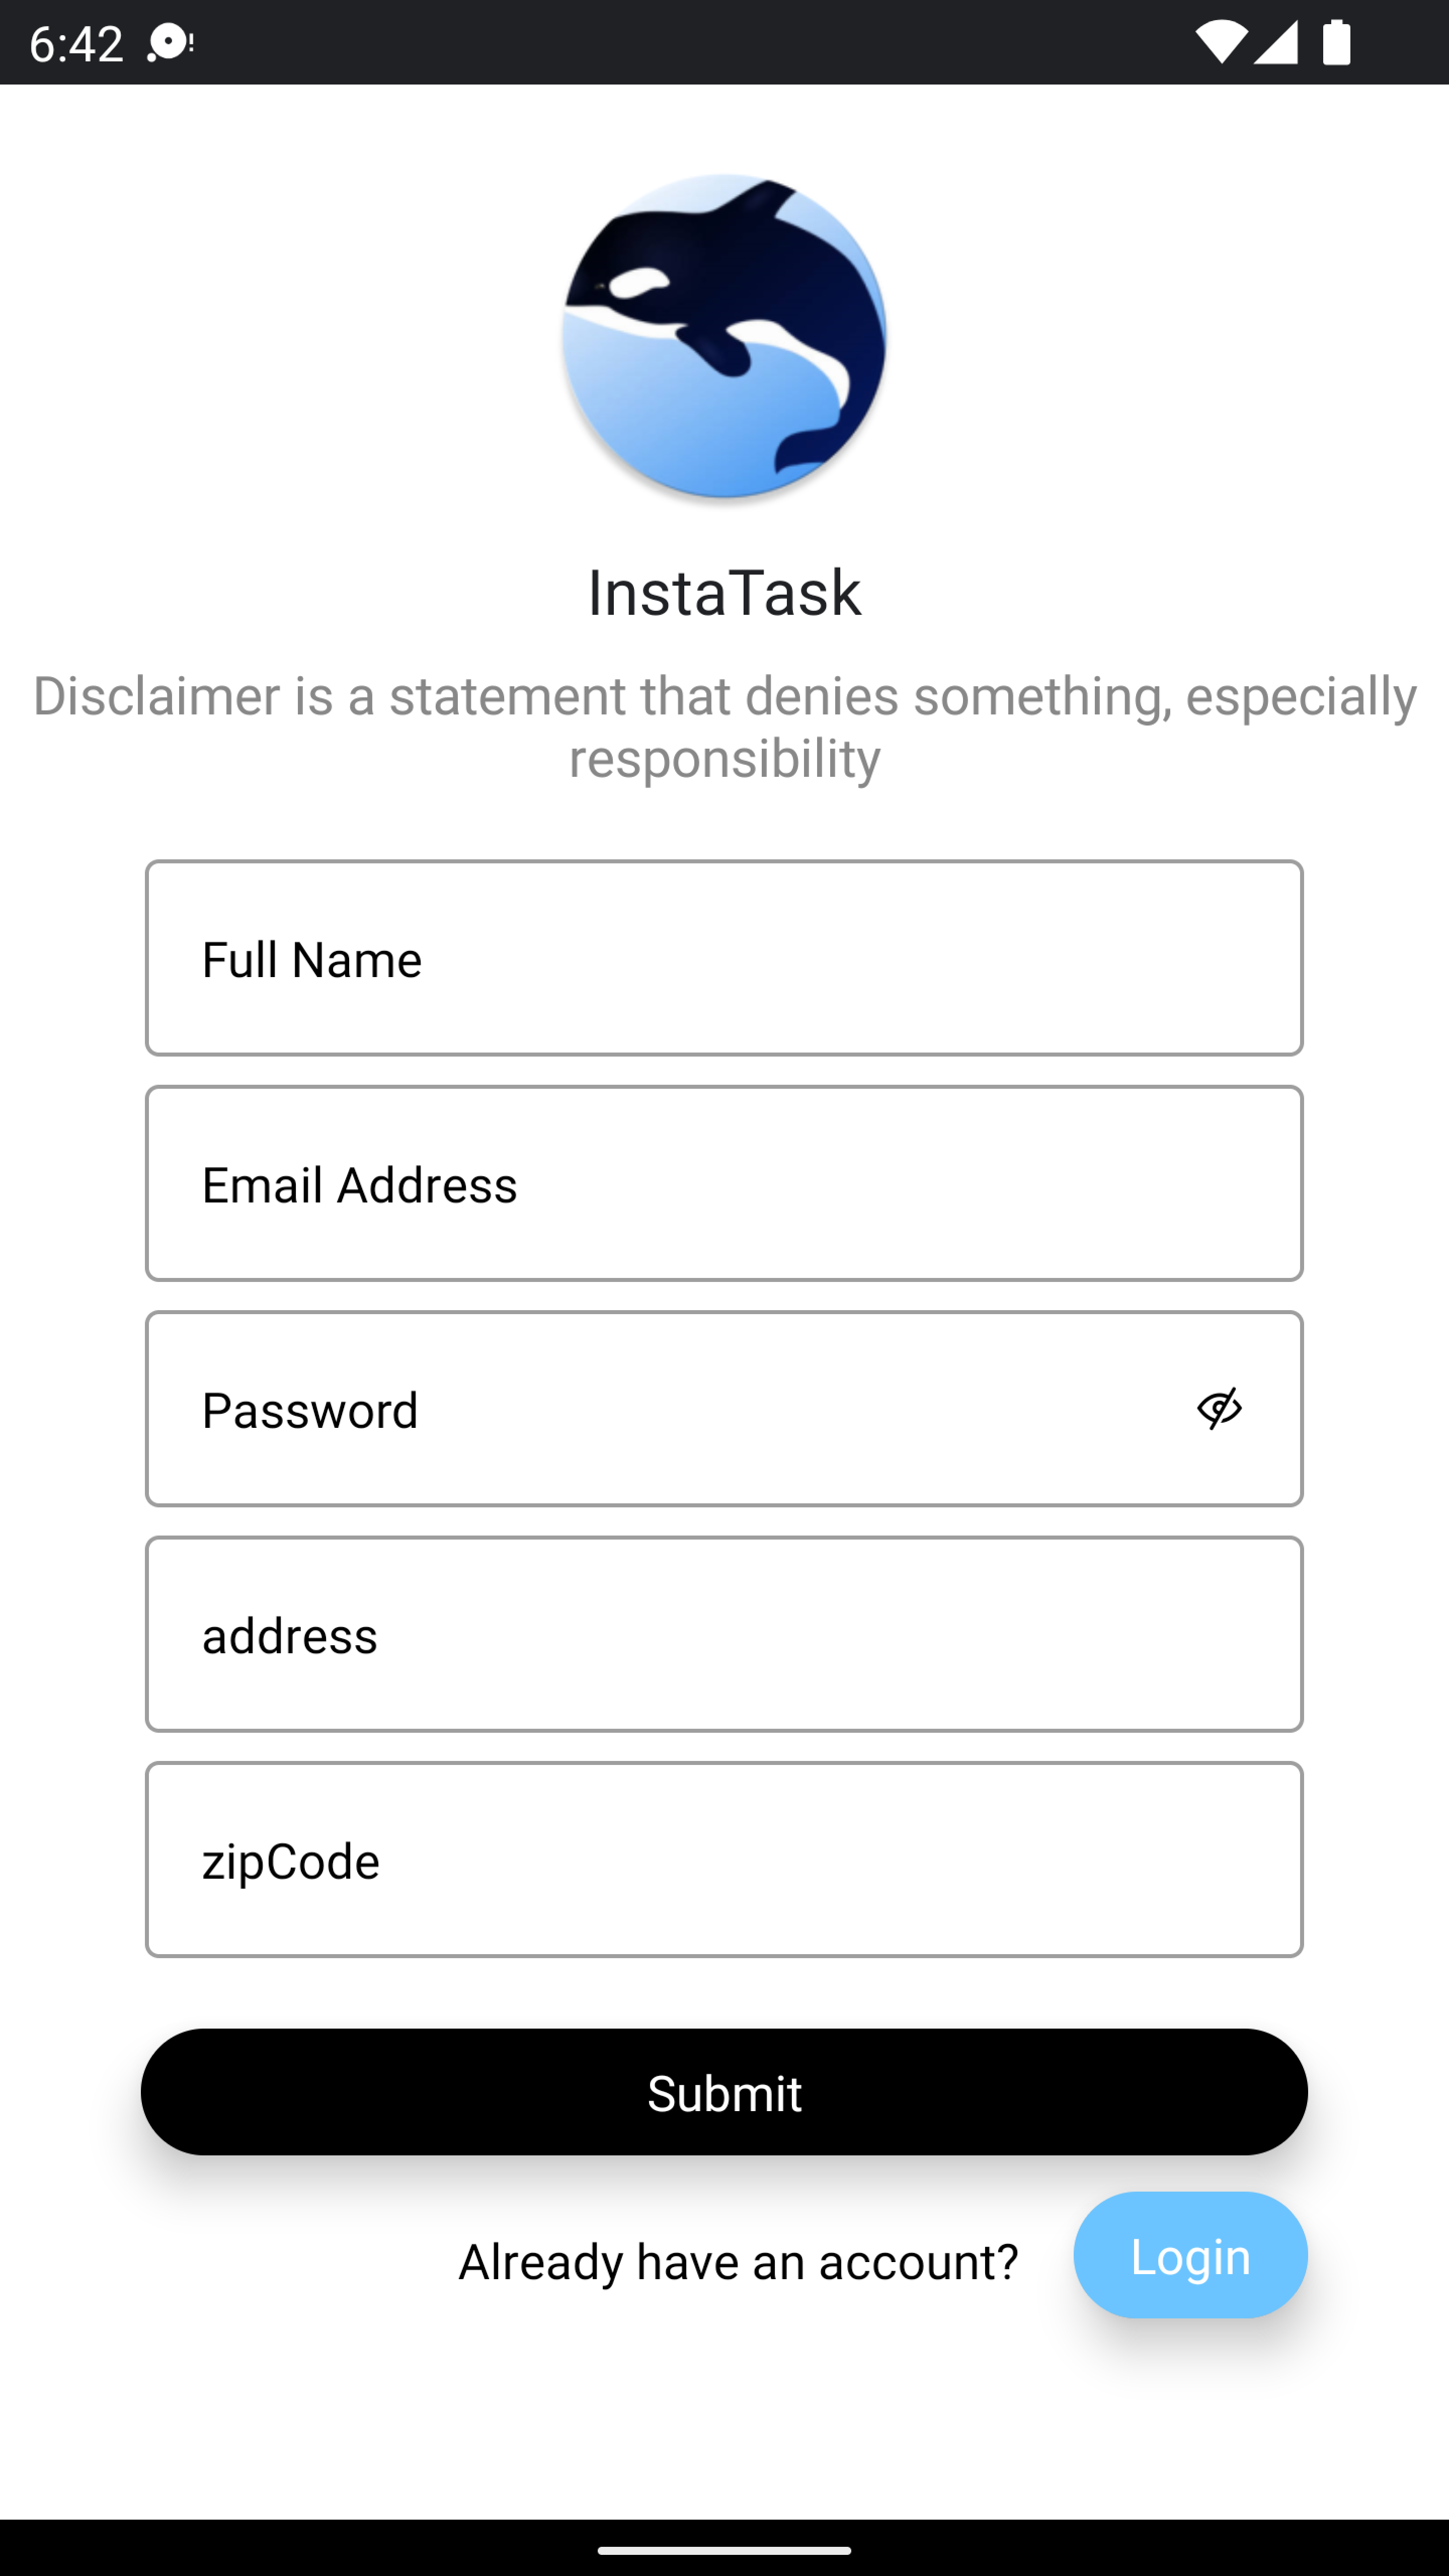 6:42
InstaTask
Disclaimer is a statement that denies something, especially
responsibility
Full Name
Email Address
Password
address
zipCode
Submit
Already have an account?
Login